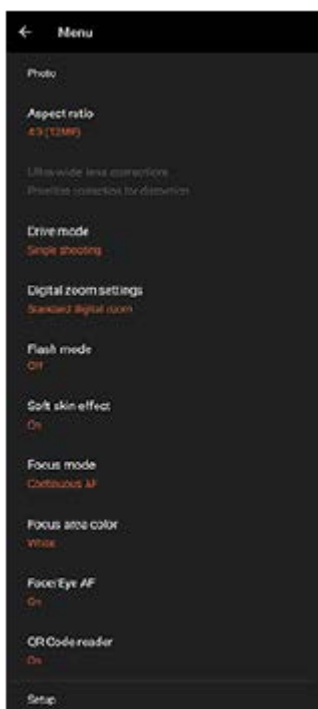 ← Menu
Photo
Aspect ratio
4:3 (12MP)
Ultra-wide lens corrections
Prioritize correction for distortion
Drive mode
Single shooting
Digital zoom settings
Standard digital zoom
Flash mode
Off
Soft skin effect
On
Focus mode
Continuous AF
Focus area color
White
Face/Eye AF
On
QR Code reader
On
Setup